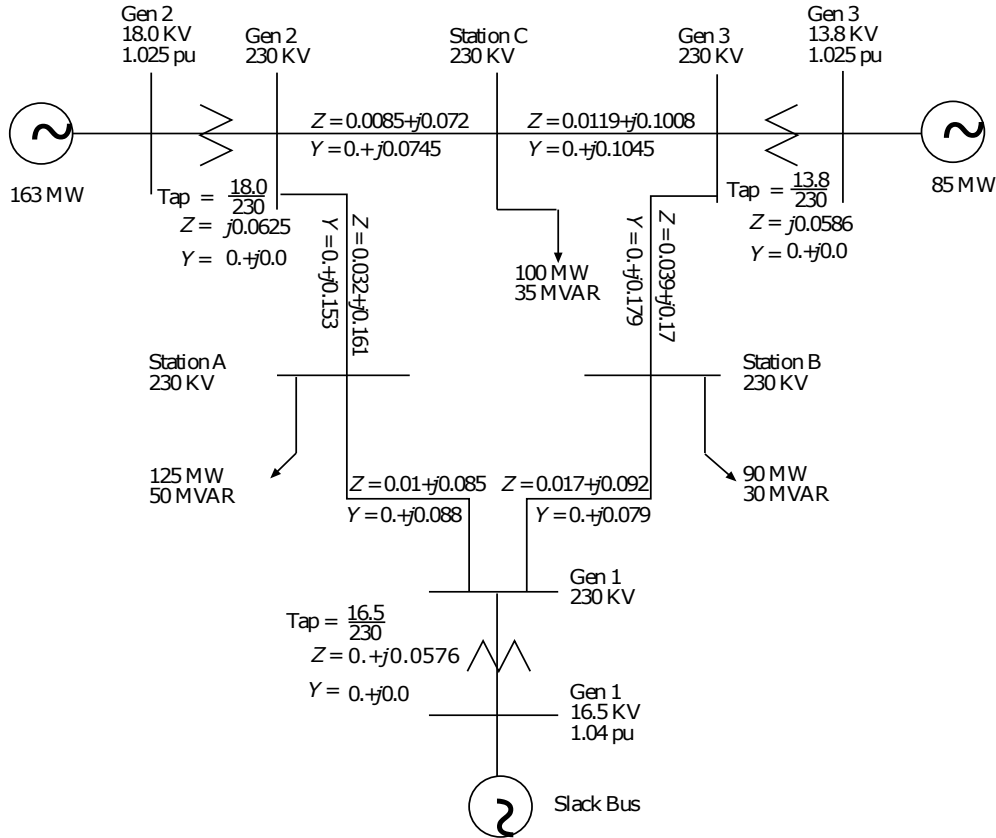 Gen 2
18.0 KV
1.025 pu
Gen 2
230 KV
Station C
230 KV
Gen 3
230 KV
Gen 3
13.8 KV
1.025 pu
163 MW
85 MW
Z = 0.0085+j0.072
Y = 0.+j0.0745
Z = 0.0119+j0.1008
Y = 0.+j0.1045
Tap = 18.0
230
Z = j0.0625
Y = 0.+j0.0
Tap = 13.8
230
Z = j0.0586
Y = 0.+j0.0
Z = 0.032+j0.161
Y = 0.+j0.153
100 MW
35 MVAR
Z = 0.039+j0.17
Y = 0.+j0.179
Station A
230 KV
Station B
230 KV
125 MW
50 MVAR
90 MW
30 MVAR
Z = 0.01+j0.085
Y = 0.+j0.088
Z = 0.017+j0.092
Y = 0.+j0.079
Gen 1
230 KV
Tap = 16.5
230
Z = 0.+j0.0576
Y = 0.+j0.0
Gen 1
16.5 KV
1.04 pu
Slack Bus